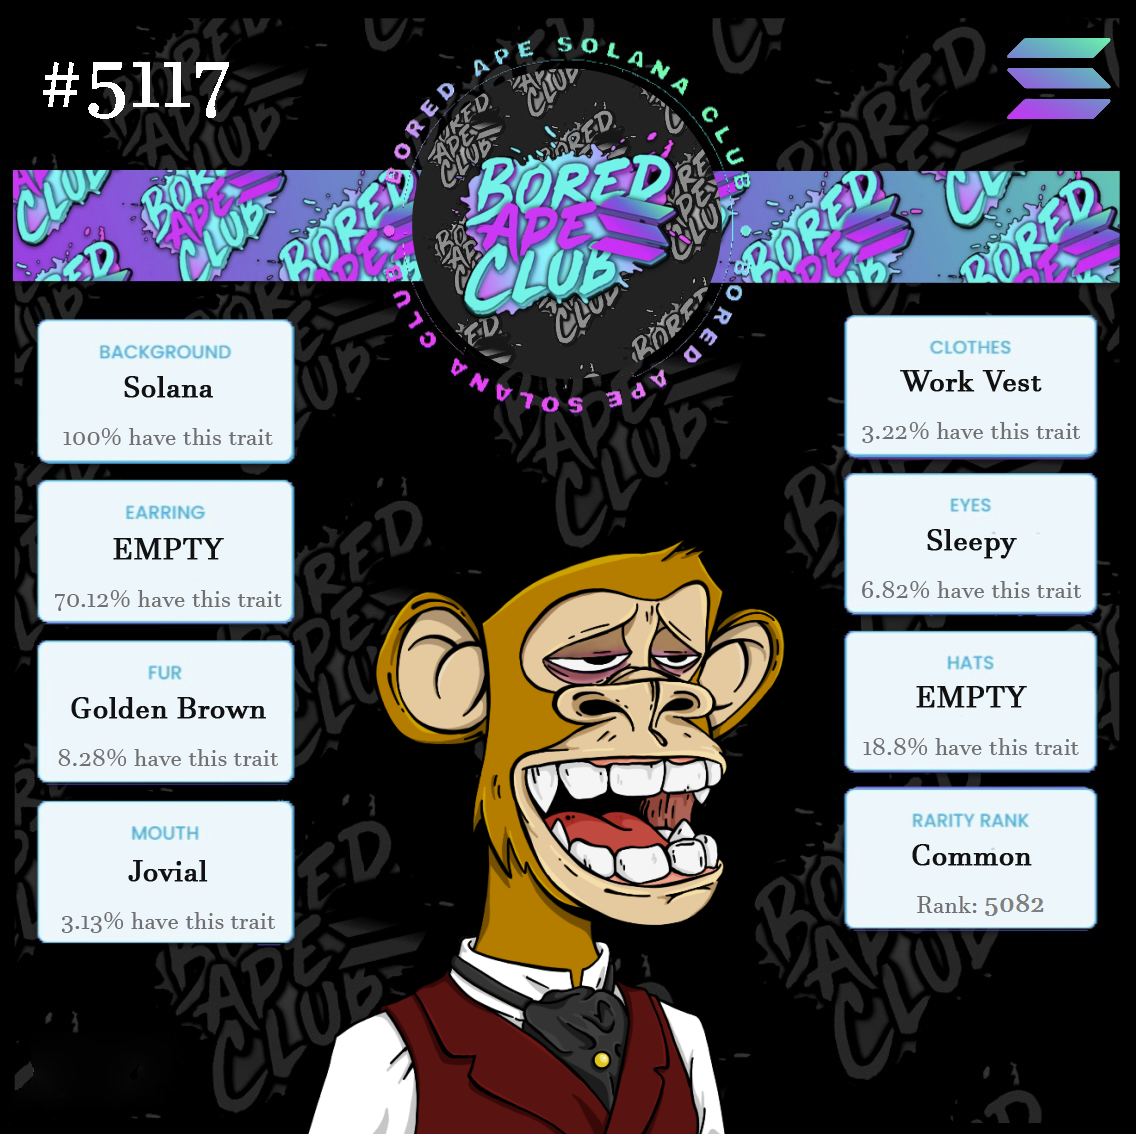 #5117
BORED APE SOLANA CLUB
BORED
APE
CLUB
BORED APE SOLANA CLUB
BACKGROUND
Solana
100% have this trait
EARRING
EMPTY
70.12% have this trait
FUR
Golden Brown
8.28% have this trait
MOUTH
Jovial
3.13% have this trait
CLOTHES
Work Vest
3.22% have this trait
EYES
Sleepy
6.82% have this trait
HATS
EMPTY
18.8% have this trait
RARITY RANK
Common
Rank: 5082